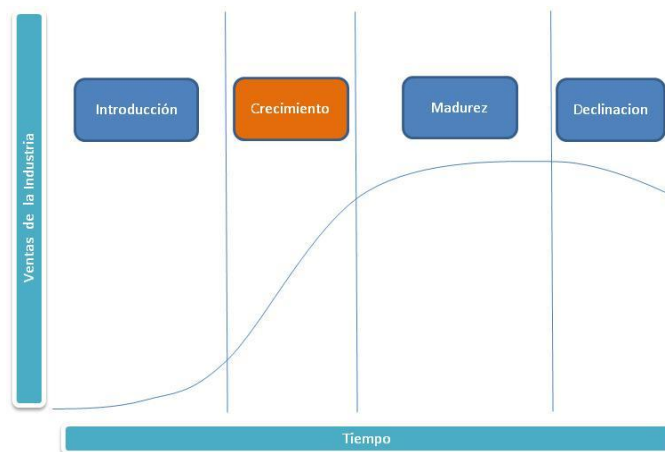 Introducción
Crecimiento
Madurez
Declinacion
Ventas de la Industria
Tiempo